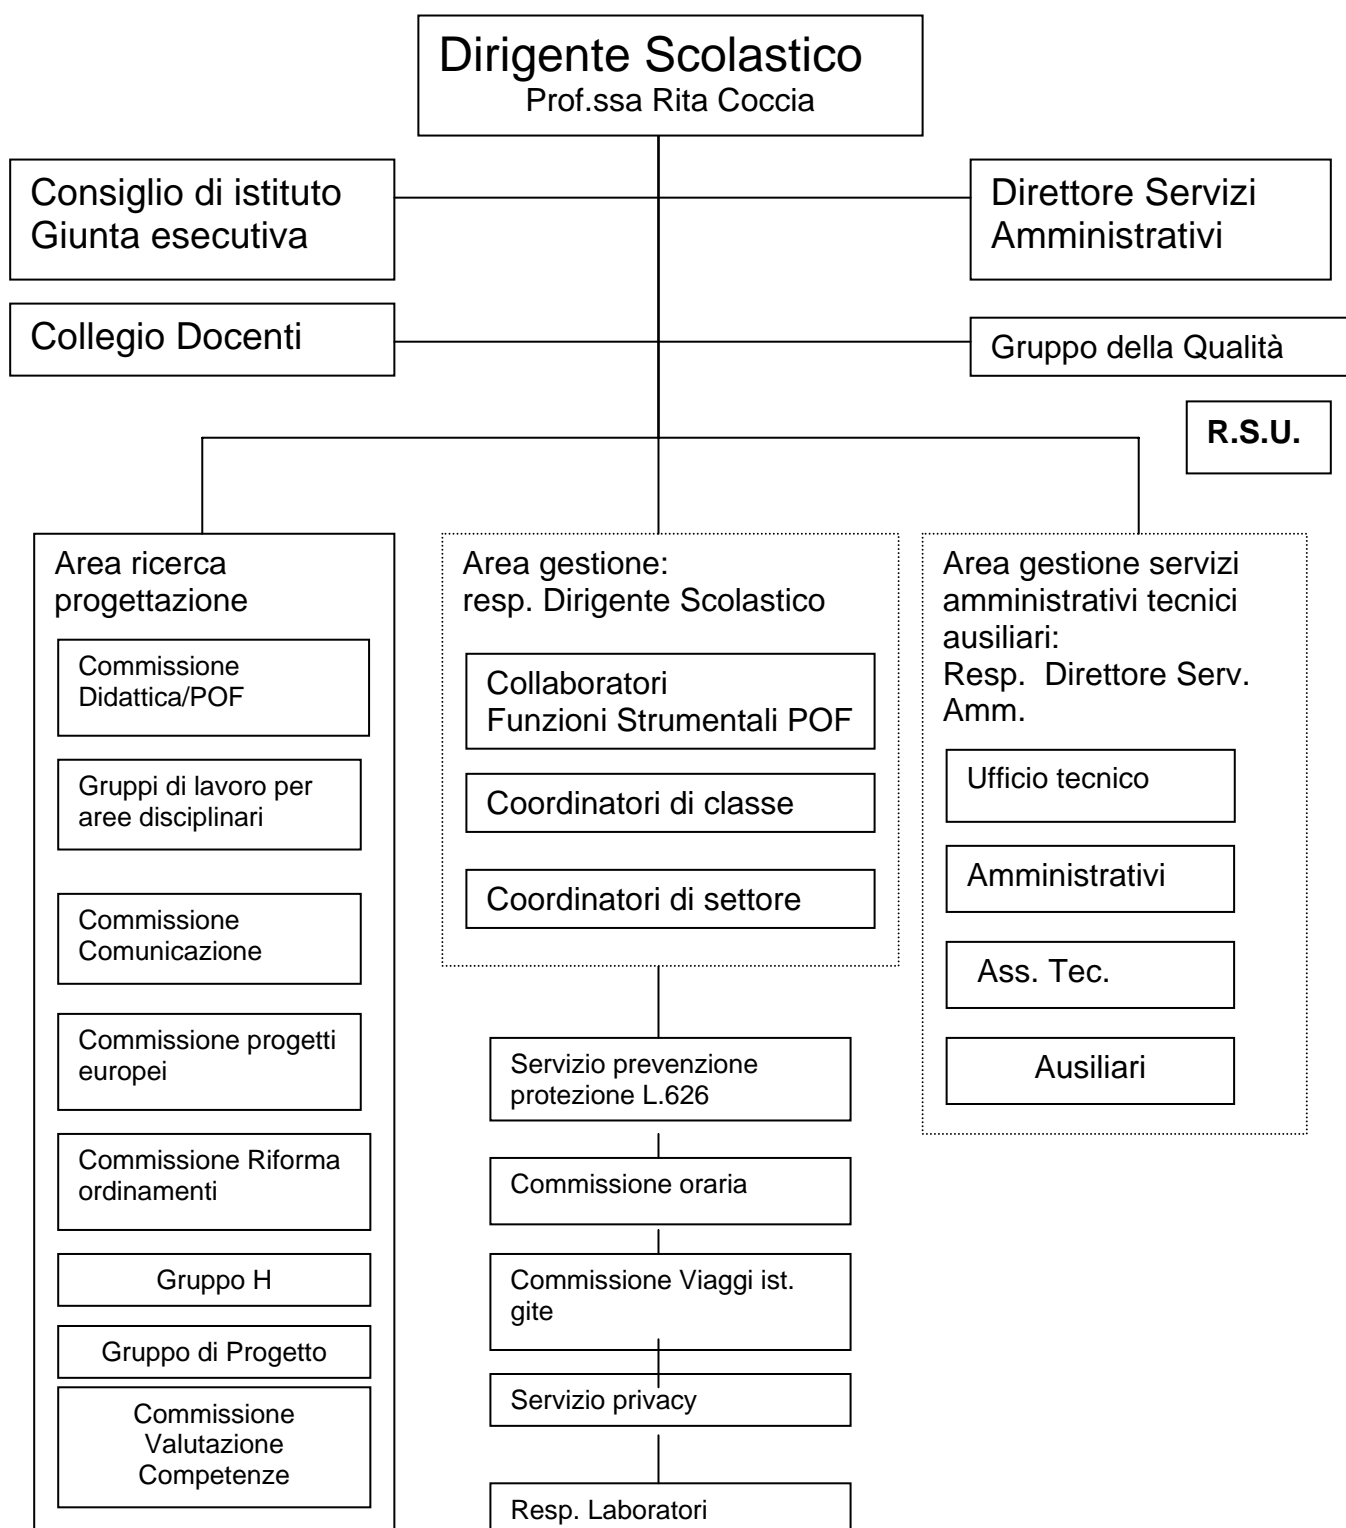 Dirigente Scolastico
Prof.ssa Rita Coccia
Consiglio di istituto
Giunta esecutiva
Direttore Servizi
Amministrativi
Collegio Docenti
Gruppo della Qualità
R.S.U.
Area ricerca
progettazione
Commissione
Didattica/POF
Gruppi di lavoro per
aree disciplinari
Commissione
Comunicazione
Commissione progetti
europei
Commissione Riforma
ordinamenti
Gruppo H
Gruppo di Progetto
Commissione
Valutazione
Competenze
Area gestione:
resp. Dirigente Scolastico
Collaboratori
Funzioni Strumentali POF
Coordinatori di classe
Coordinatori di settore
Servizio prevenzione
protezione L.626
Commissione oraria
Commissione Viaggi ist.
gite
Servizio privacy
Resp. Laboratori
Area gestione servizi
amministrativi tecnici
ausiliari:
Resp. Direttore Serv.
Amm.
Ufficio tecnico
Amministrativi
Ass. Tec.
Ausiliari